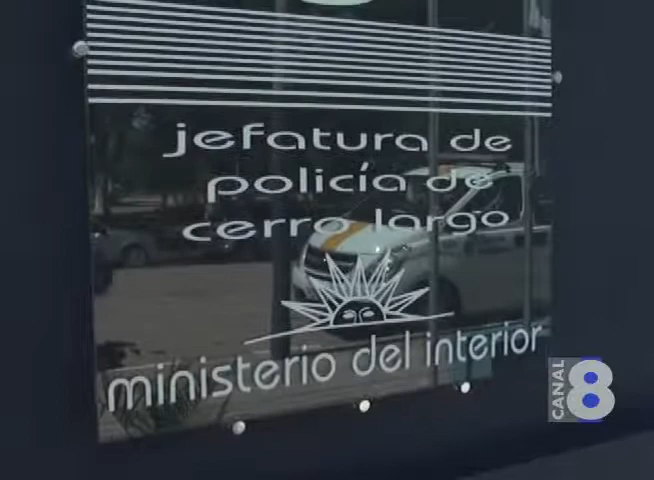 jefatura de
policía de
cerro largo
ministerio del interior
CANAL 8